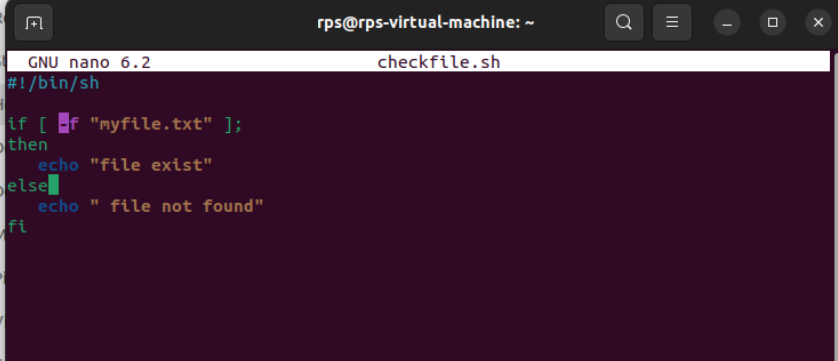 rps@rps-virtual-machine: ~
GNU nano 6.2 checkfile.sh
#!/bin/sh
if [ -f "myfile.txt" ];
then
echo "file exist"
else
echo " file not found"
fi